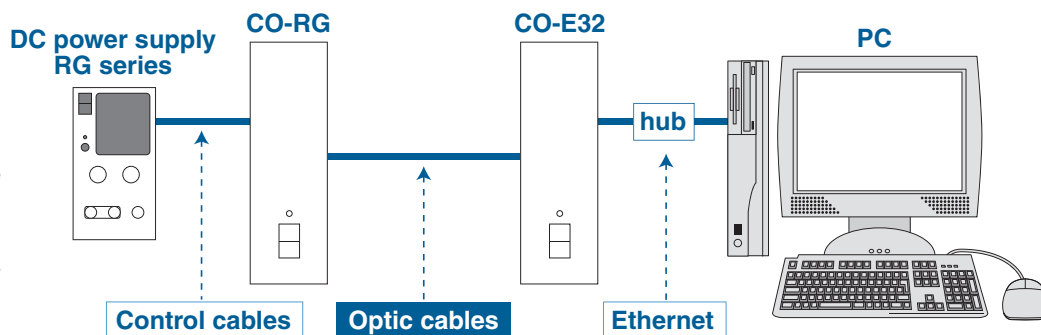 DC power supply
RG series
CO-RG
CO-E32
PC
hub
Control cables
Optic cables
Ethernet